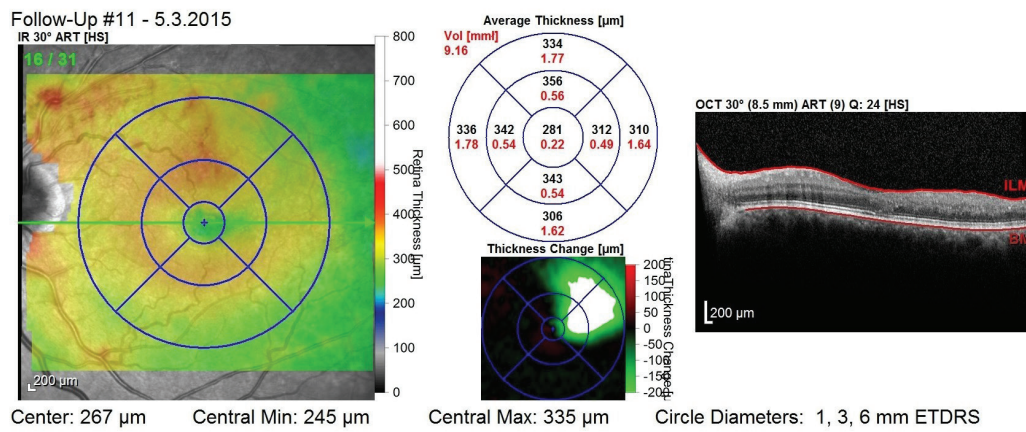 Follow-Up #11 - 5.3.2015
IR 30° ART [HS]
16 / 31
800
700
600
500
400
300
200
100
0
Retina Thickness [µm]
200 µm
Average Thickness [µm]
Vol [mm³]
9.16
334
1.77
356
0.56
336 342 281 312 310
1.78 0.54 0.22 0.49 1.64
343
0.54
306
1.62
Thickness Change [µm]
200
150
100
50
0
-50
-100
-150
-200
tinaThickness Changed
OCT 30° (8.5 mm) ART (9) Q: 24 [HS]
ILM
BM
200 µm
Center: 267 µm Central Min: 245 µm Central Max: 335 µm Circle Diameters: 1, 3, 6 mm ETDRS